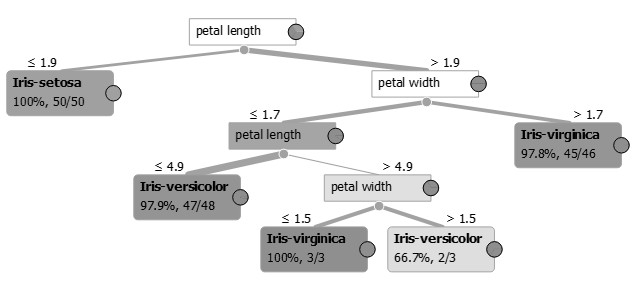 petal length
≤ 1.9
> 1.9
Iris-setosa
100%, 50/50
petal width
≤ 1.7
> 1.7
petal length
Iris-virginica
97.8%, 45/46
≤ 4.9
> 4.9
Iris-versicolor
97.9%, 47/48
petal width
≤ 1.5
> 1.5
Iris-virginica
100%, 3/3
Iris-versicolor
66.7%, 2/3